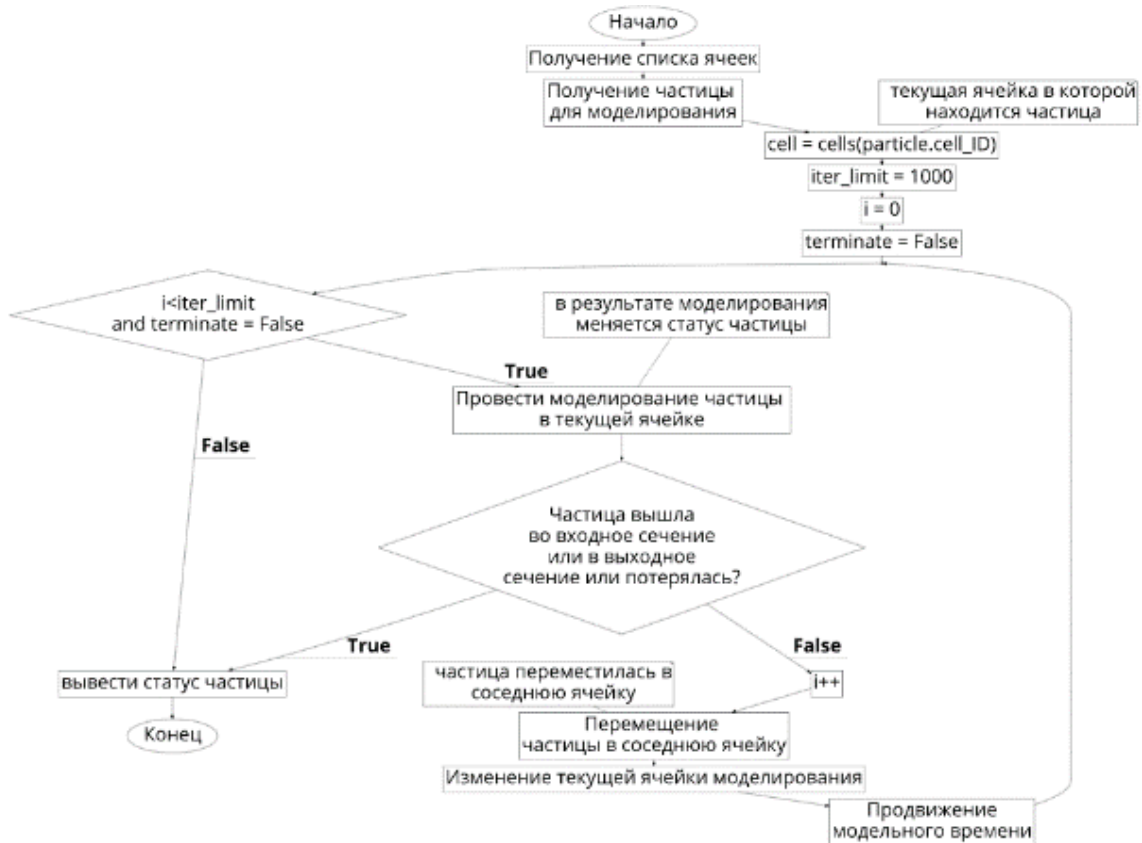 Начало
Получение списка ячеек
Получение частицы
для моделирования
текущая ячейка в которой
находится частица
cell = cells(particle.cell_ID)
iter_limit = 1000
i = 0
terminate = False
i<iter_limit
and terminate = False
в результате моделирования
меняется статус частицы
True
Провести моделирование частицы
в текущей ячейке
False
Частица вышла
во входное сечение
или в выходное
сечение или потерялась?
True
False
вывести статус частицы
частица переместилась в
соседнюю ячейку
i++
Конец
Перемещение
частицы в соседнюю ячейку
Изменение текущей ячейки моделирования
Продвижение
модельного времени